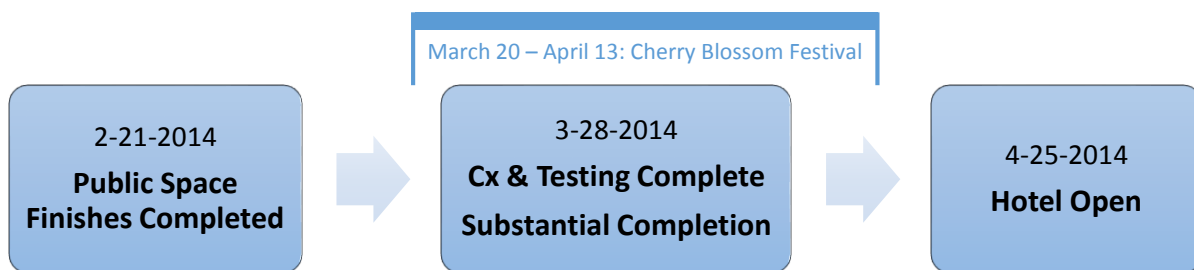 March 20 – April 13: Cherry Blossom Festival
2-21-2014
Public Space
Finishes Completed
3-28-2014
Cx & Testing Complete
Substantial Completion
4-25-2014
Hotel Open